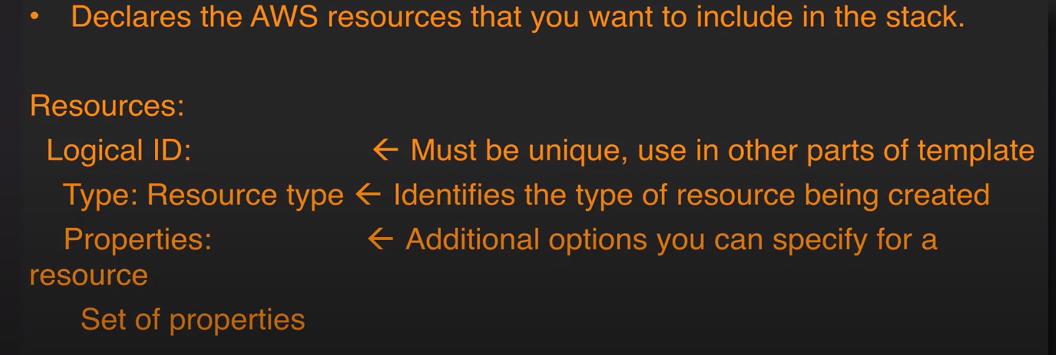 • Declares the AWS resources that you want to include in the stack.
Resources:
Logical ID: ← Must be unique, use in other parts of template
Type: Resource type ← Identifies the type of resource being created
Properties: ← Additional options you can specify for a
resource
Set of properties